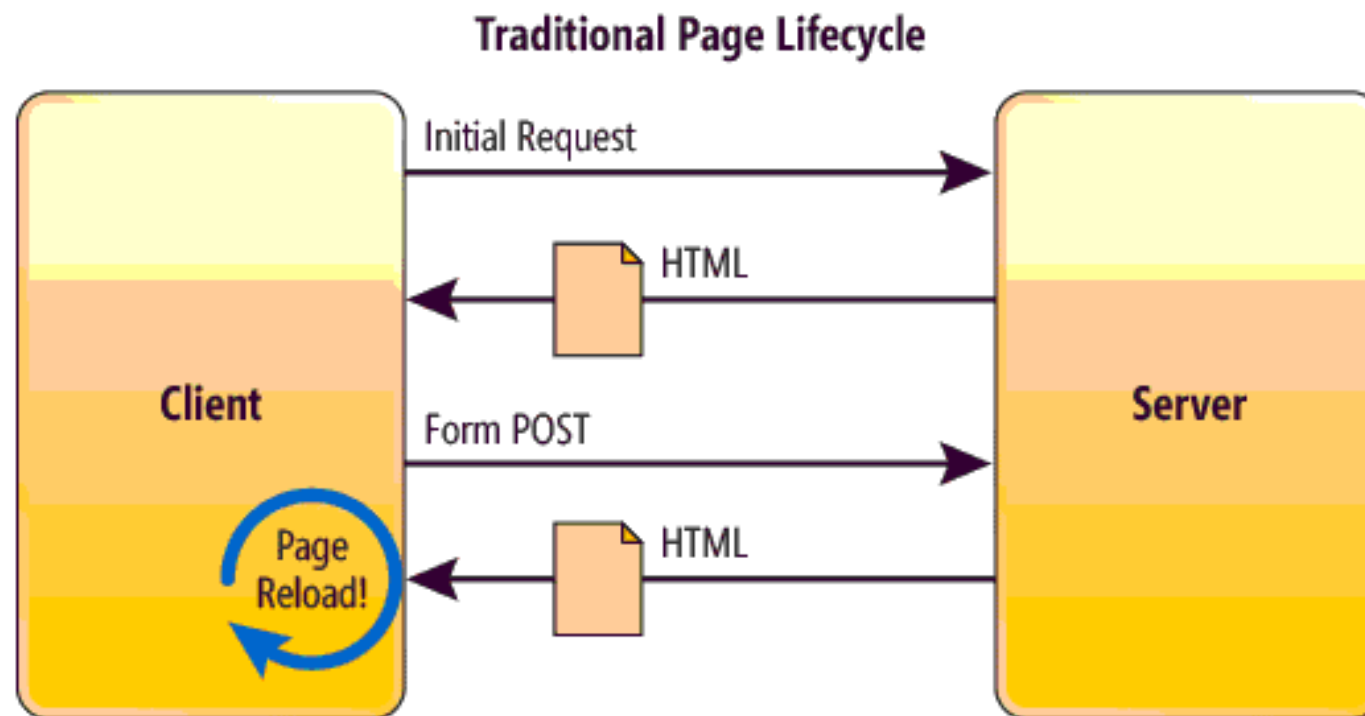 Traditional Page Lifecycle
Initial Request
HTML
Client
Server
Form POST
HTML
Page
Reload!